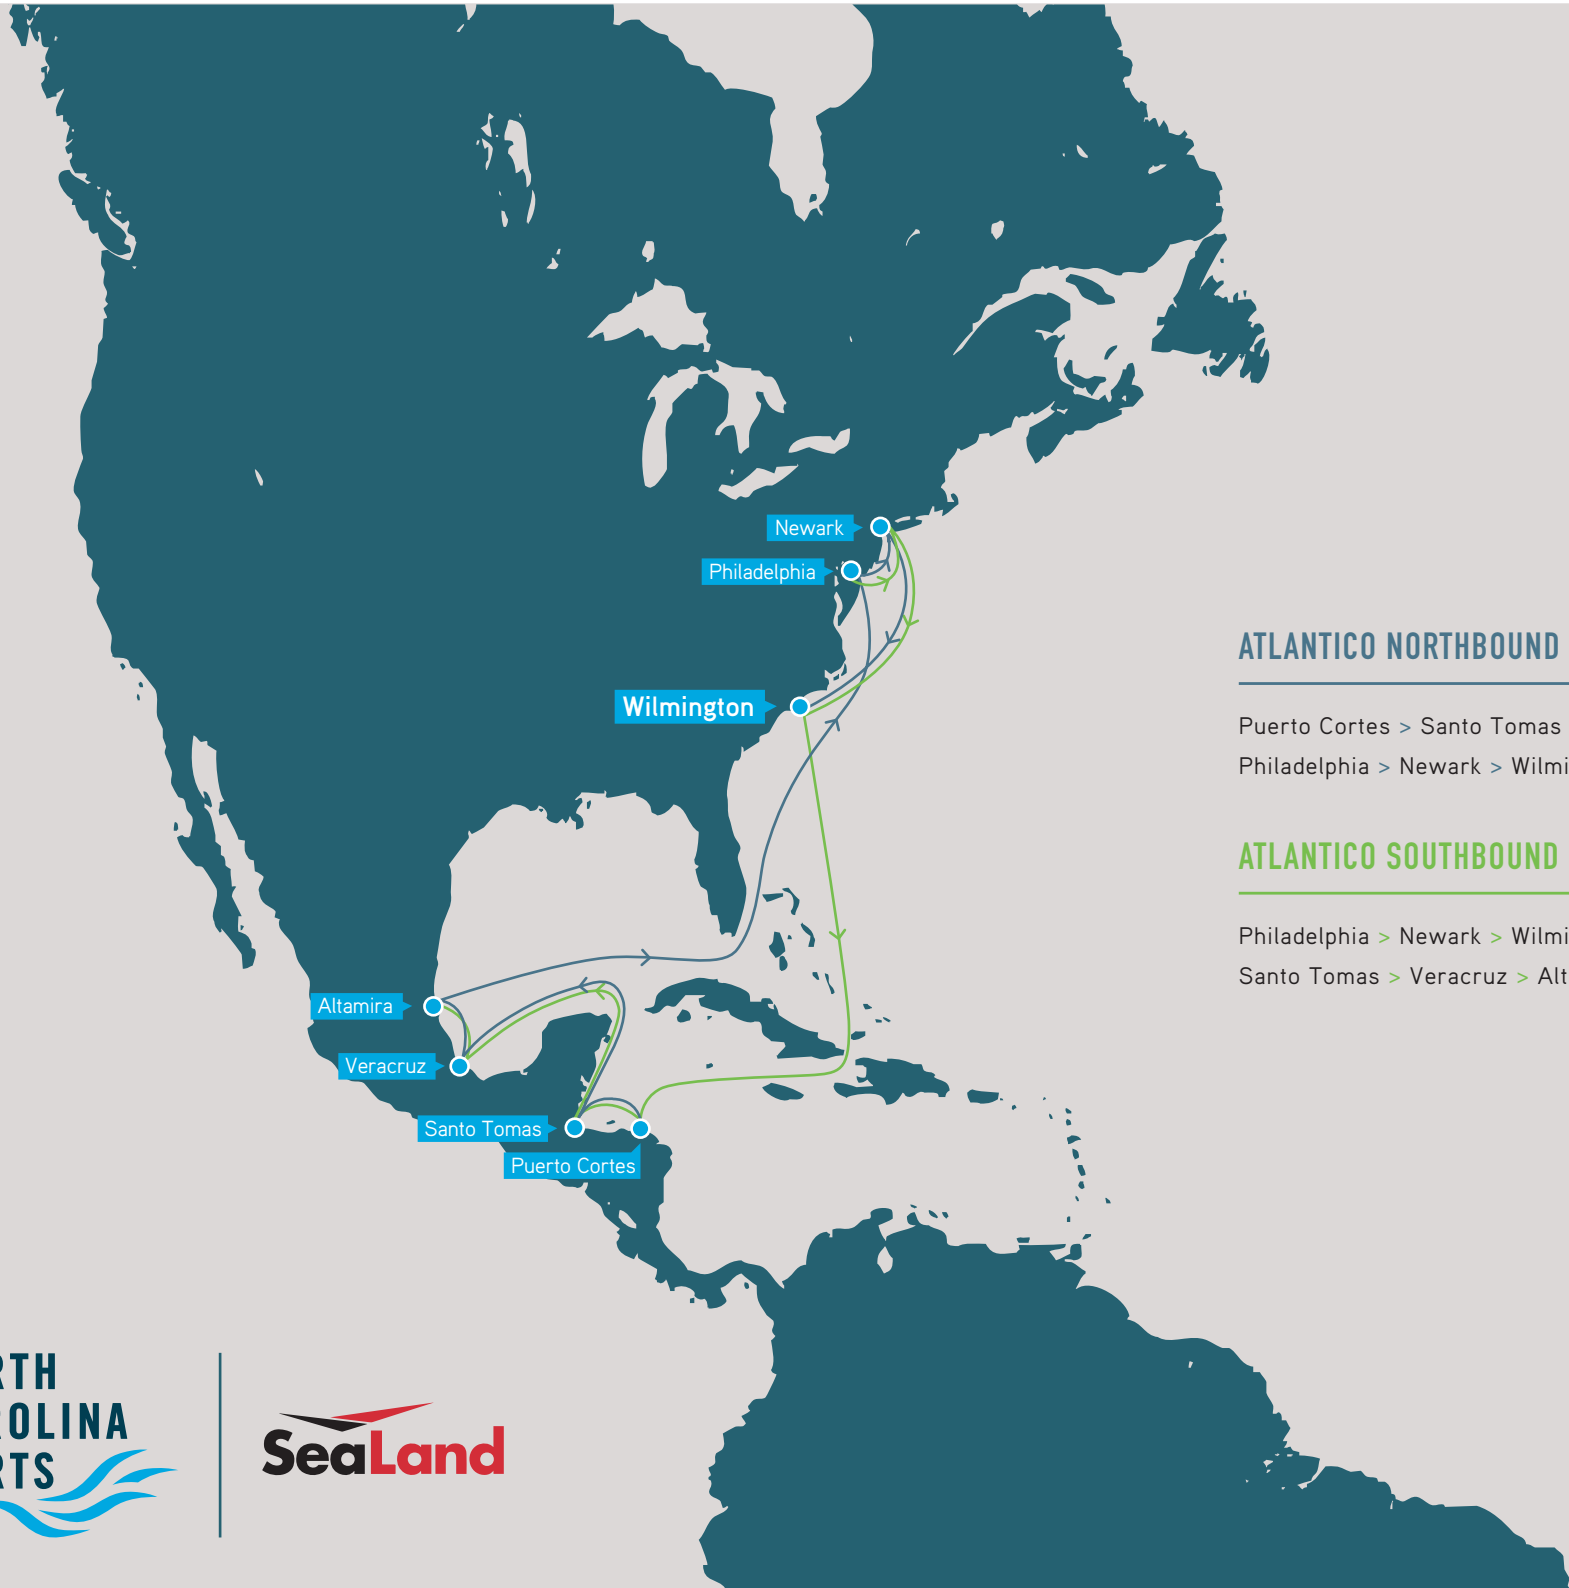 Newark
Philadelphia
Wilmington
Altamira
Veracruz
Santo Tomas
Puerto Cortes
ATLANTICO NORTHBOUND
Puerto Cortes > Santo Tomas
Philadelphia > Newark > Wilmi
ATLANTICO SOUTHBOUND
Philadelphia > Newark > Wilmi
Santo Tomas > Veracruz > Alt
RTH
ROLINA
RTS
SeaLand